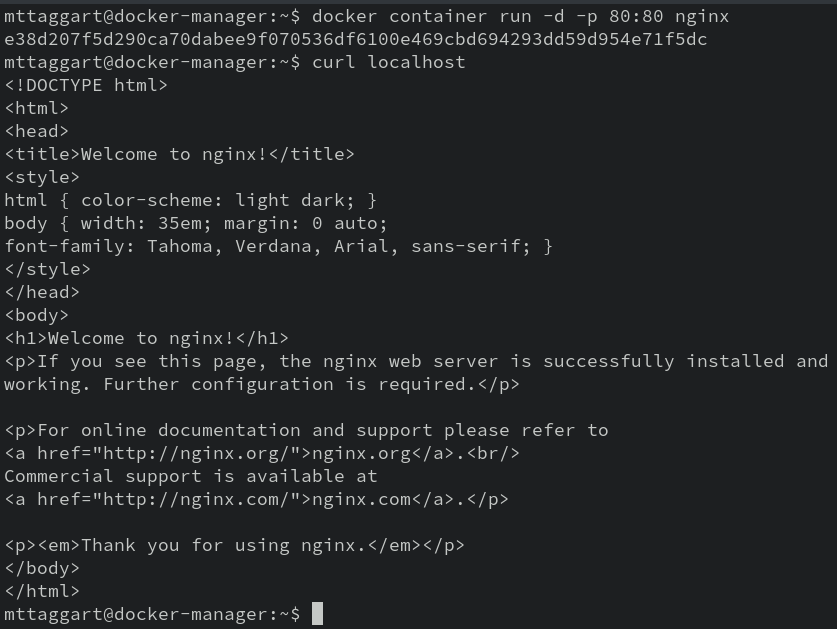 mttaggart@docker-manager:~$ docker container run -d -p 80:80 nginx
e38d207f5d290ca70dabee9f070536df6100e469cbd694293dd59d954e71f5dc
mttaggart@docker-manager:~$ curl localhost
<!DOCTYPE html>
<html>
<head>
<title>Welcome to nginx!</title>
<style>
html { color-scheme: light dark; }
body { width: 35em; margin: 0 auto;
font-family: Tahoma, Verdana, Arial, sans-serif; }
</style>
</head>
<body>
<h1>Welcome to nginx!</h1>
<p>If you see this page, the nginx web server is successfully installed and
working. Further configuration is required.</p>

<p>For online documentation and support please refer to
<a href="http://nginx.org/">nginx.org</a>.<br/>
Commercial support is available at
<a href="http://nginx.com/">nginx.com</a>.</p>

<p><em>Thank you for using nginx.</em></p>
</body>
</html>
mttaggart@docker-manager:~$